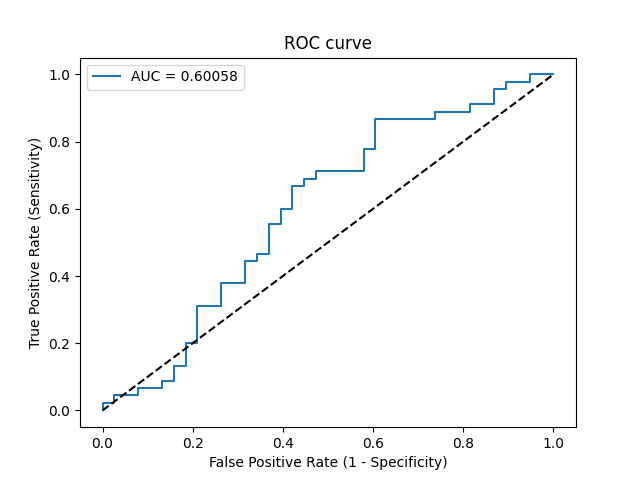 ROC curve
AUC = 0.60058
True Positive Rate (Sensitivity)
1.0
0.8
0.6
0.4
0.2
0.0
0.0 0.2 0.4 0.6 0.8 1.0
False Positive Rate (1 - Specificity)